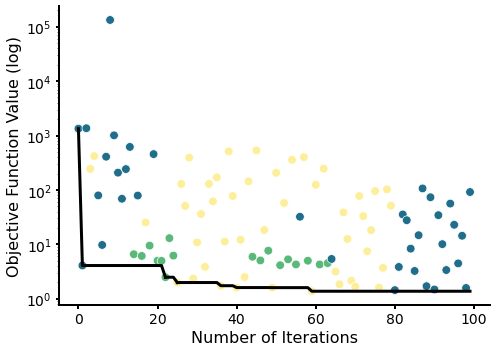 Objective Function Value (log)
10⁵
10⁴
10³
10²
10¹
10⁰
0 20 40 60 80 100
Number of Iterations